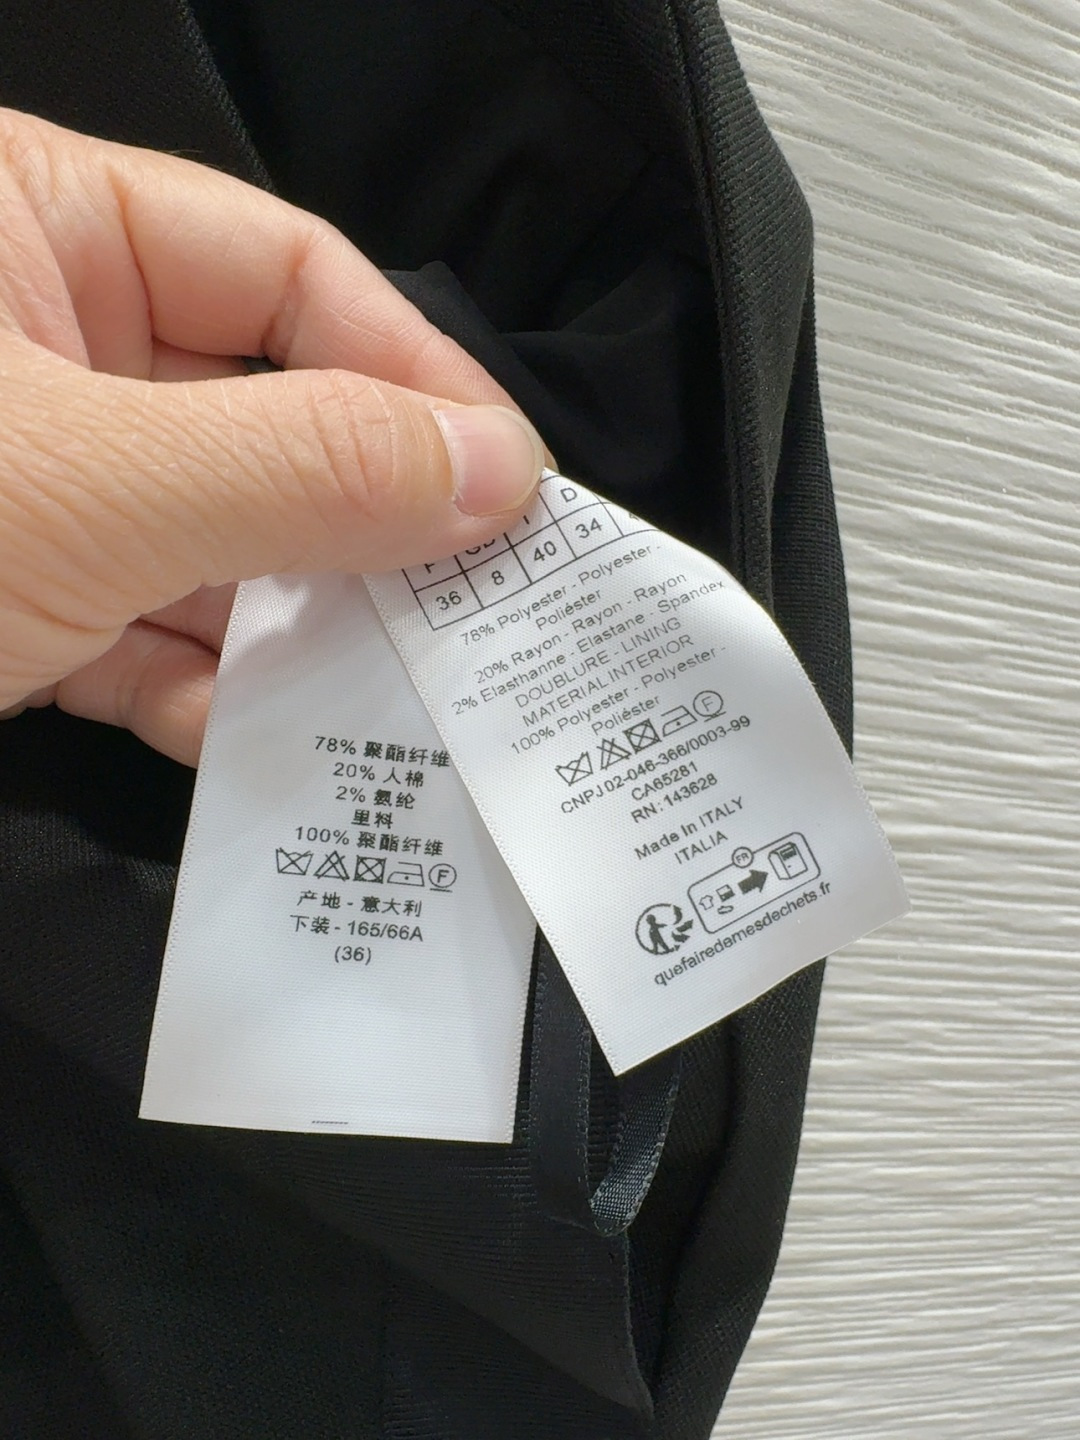 78% 聚酯纤维
20% 人棉
2% 氨纶
里料
100% 聚酯纤维
F
产地 - 意大利
下装 - 165/66A
(36)
F GB I D
36 8 40 34
78% Polyester - Polyester -
Poliéster
20% Rayon - Rayon - Rayon
2% Elasthanne - Elastane - Spandex
DOUBLURE - LINING
MATERIAL INTERIOR
100% Polyester - Polyester -
Poliéster
F
CNPJ 02-046-366/0003-99
CA65281
RN: 143628
Made In ITALY
ITALIA
FR
quefairedemesdechets.fr